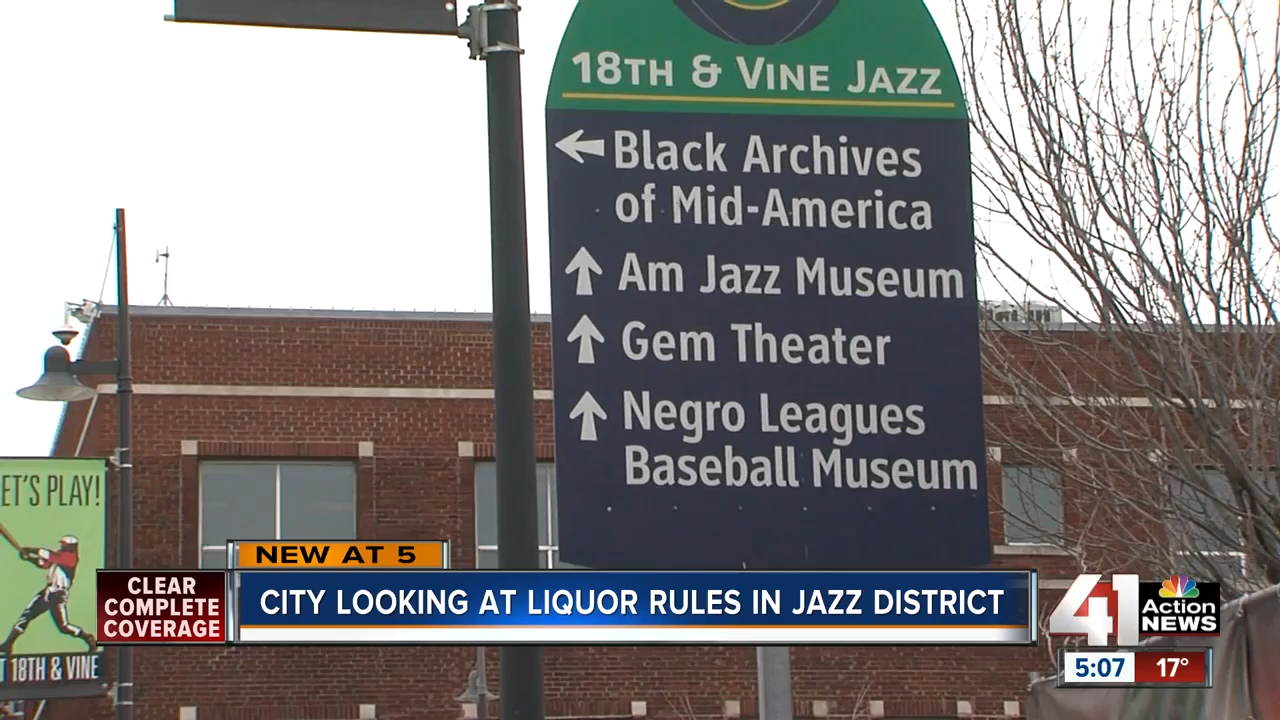 18TH & VINE JAZZ
Black Archives
of Mid-America
Am Jazz Museum
Gem Theater
Negro Leagues
Baseball Museum
ET'S PLAY!
T 18TH & VINE
NEW AT 5
CLEAR
COMPLETE
COVERAGE
CITY LOOKING AT LIQUOR RULES IN JAZZ DISTRICT
41 Action
NEWS
5:07 17°